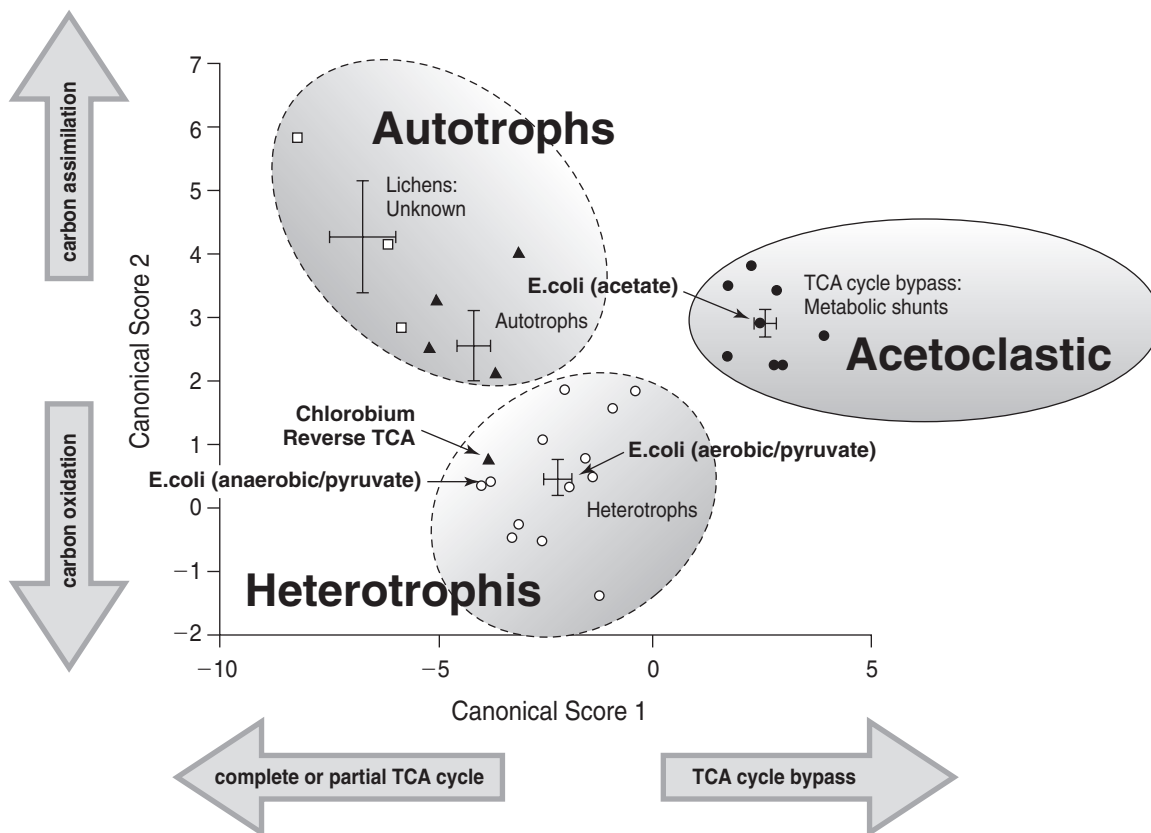 carbon assimilation
carbon oxidation
Canonical Score 2
7
6
5
4
3
2
1
0
−1
−2
Autotrophs
Lichens:
Unknown
Autotrophs
E.coli (acetate)
TCA cycle bypass:
Metabolic shunts
Acetoclastic
Chlorobium
Reverse TCA
E.coli (anaerobic/pyruvate)
E.coli (aerobic/pyruvate)
Heterotrophs
Heterotrophis
−10
−5
0
5
Canonical Score 1
complete or partial TCA cycle
TCA cycle bypass